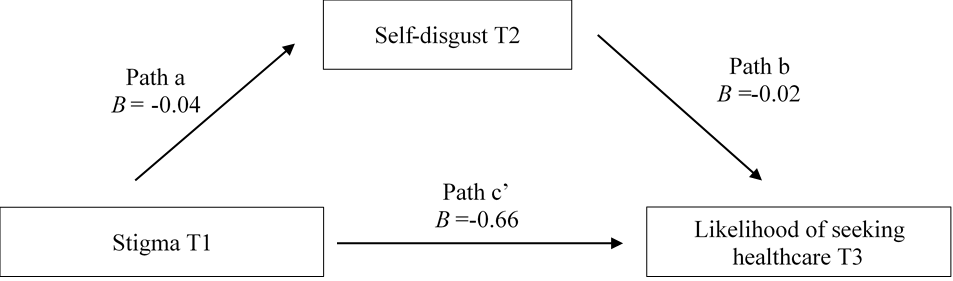 Self-disgust T2
Path a
B = -0.04
Path b
B =-0.02
Path c’
B =-0.66
Stigma T1
Likelihood of seeking
healthcare T3